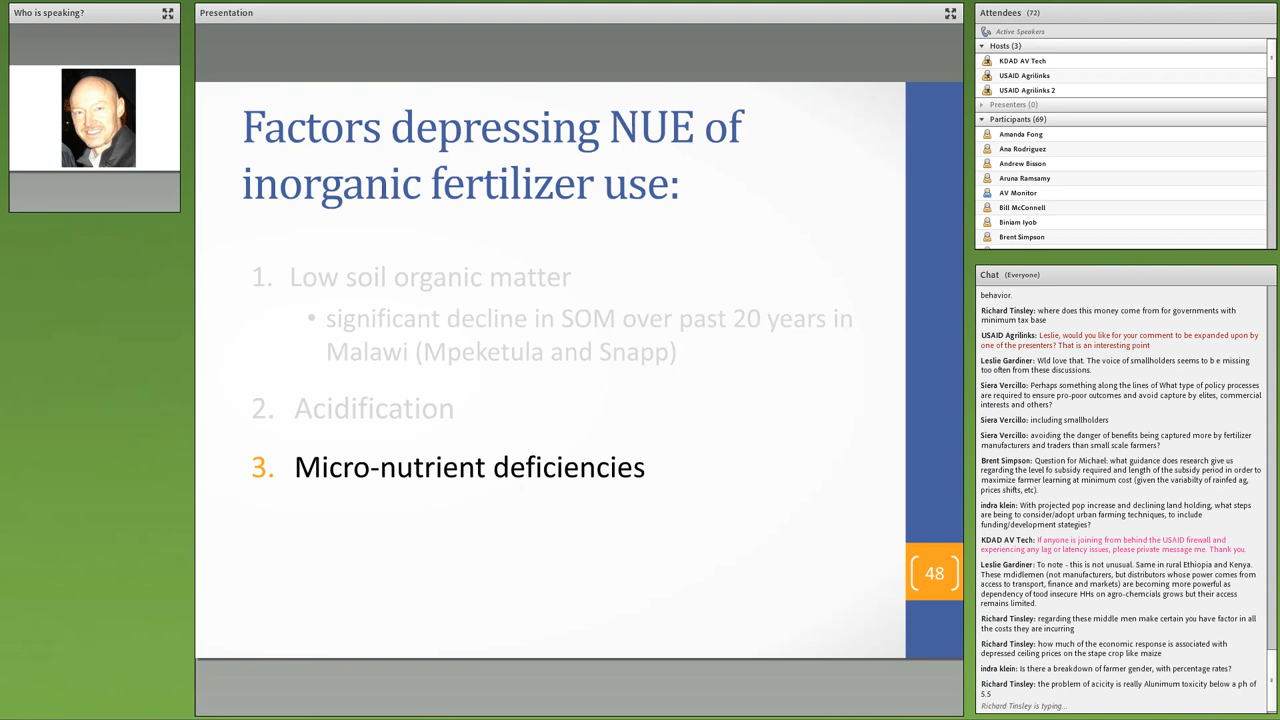 Who is speaking?
Presentation
Factors depressing NUE of
inorganic fertilizer use:
1. Low soil organic matter
• significant decline in SOM over past 20 years in
Malawi (Mpeketula and Snapp)
2. Acidification
3. Micro-nutrient deficiencies
48
Attendees (72)
Active Speakers
Hosts (3)
KDAD AV Tech
USAID Agrilinks
USAID Agrilinks 2
Presenters (0)
Participants (69)
Amanda Fong
Ana Rodriguez
Andrew Bisson
Aruna Ramsamy
AV Monitor
Bill McConnell
Biniam Iyob
Brent Simpson
Chat (Everyone)
behavior.
Richard Tinsley: where does this money come from for governments with
minimum tax base
USAID Agrilinks: Leslie, would you like for your comment to be expanded upon by
one of the presenters? That is an interesting point
Leslie Gardiner: Wld love that. The voice of smallholders seems to b e missing
too often from these discussions.
Siera Vercillo: Perhaps something along the lines of What type of policy processes
are required to ensure pro-poor outcomes and avoid capture by elites, commercial
interests and others?
Siera Vercillo: including smallholders
Siera Vercillo: avoiding the danger of benefits being captured more by fertilizer
manufacturers and traders than small scale farmers?
Brent Simpson: Question for Michael: what guidance does research give us
regarding the level fo subsidy required and length of the subsidy period in order to
maximize farmer learning at minimum cost (given the variabilty of rainfed ag,
prices shifts, etc).
indra klein: With projected pop increase and declining land holding, what steps
are being to consider/adopt urban farming techniques, to include
funding/development stategies?
KDAD AV Tech: If anyone is joining from behind the USAID firewall and
experiencing any lag or latency issues, please private message me. Thank you.
Leslie Gardiner: To note - this is not unusual. Same in rural Ethiopia and Kenya.
These mdidlemen (not manufacturers, but distributors whose power comes from
access to transport, finance and markets) are becoming more powerful as
dependency of tood insecure HHs on agro-chemcials grows but their access
remains limited.
Richard Tinsley: regarding these middle men make certain you have factor in all
the costs they are incurring
Richard Tinsley: how much of the economic response is associated with
depressed ceiling prices on the stape crop like maize
indra klein: Is there a breakdown of farmer gender, with percentage rates?
Richard Tinsley: the problem of acicity is really Alunimum toxicity below a ph of
5.5
Richard Tinsley is typing...